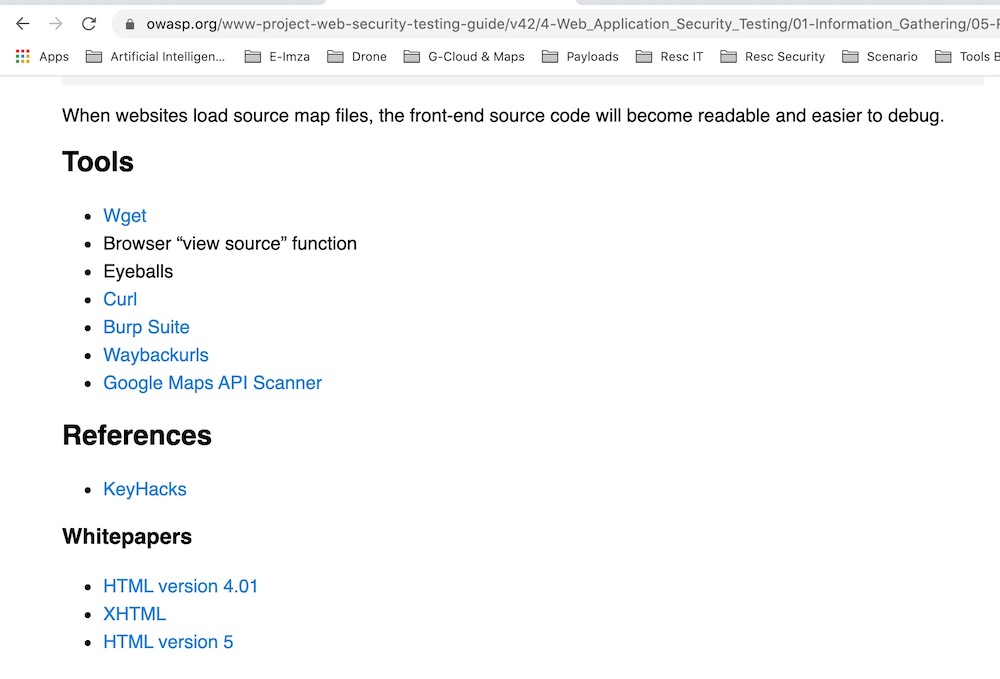 owasp.org/www-project-web-security-testing-guide/v42/4-Web_Application_Security_Testing/01-Information_Gathering/05-
Apps Artificial Intelligen... E-Imza Drone G-Cloud & Maps Payloads Resc IT Resc Security Scenario Tools
When websites load source map files, the front-end source code will become readable and easier to debug.
Tools
Wget
Browser “view source” function
Eyeballs
Curl
Burp Suite
Waybackurls
Google Maps API Scanner
References
KeyHacks
Whitepapers
HTML version 4.01
XHTML
HTML version 5